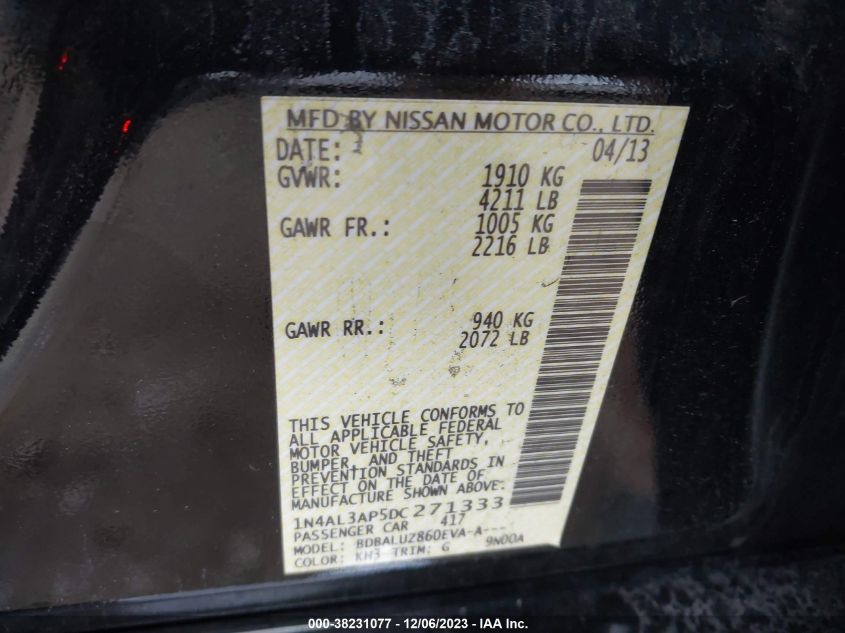 MFD BY NISSAN MOTOR CO., LTD.
DATE: 04/13
GVWR: 1910 KG
4211 LB
GAWR FR.: 1005 KG
2216 LB
GAWR RR.: 940 KG
2072 LB
THIS VEHICLE CONFORMS TO
ALL APPLICABLE FEDERAL
MOTOR VEHICLE SAFETY,
BUMPER, AND THEFT
PREVENTION STANDARDS IN
EFFECT ON THE DATE OF
MANUFACTURE SHOWN ABOVE.
1N4AL3AP5DC271333
PASSENGER CAR 417
MODEL: BDBALUZ860EVA-A---
COLOR: KH3 TRIM: G 9N00A
000-38231077 - 12/06/2023 - IAA Inc.